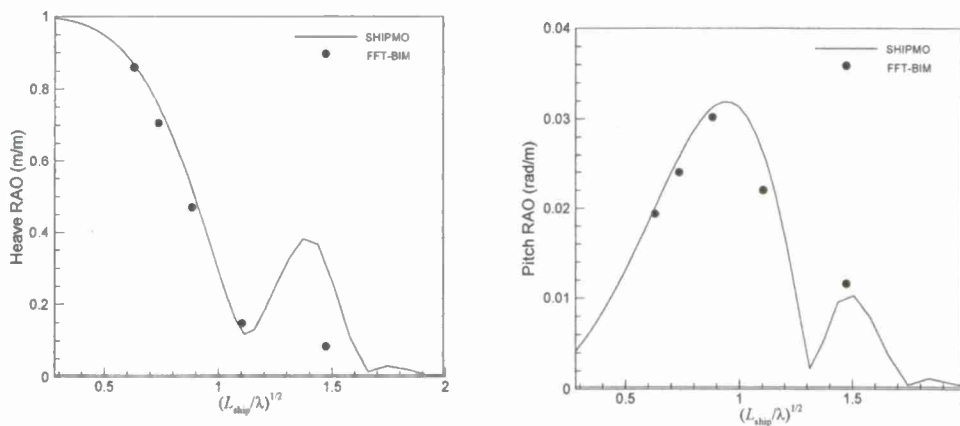 Heave RAO (m/m)
1
0.8
0.6
0.4
0.2
0
0.5
1
1.5
2
(L_ship/λ)^1/2
SHIPMO
FFT-BIM
Pitch RAO (rad/m)
0.04
0.03
0.02
0.01
0
0.5
1
1.5
(L_ship/λ)^1/2
SHIPMO
FFT-BIM